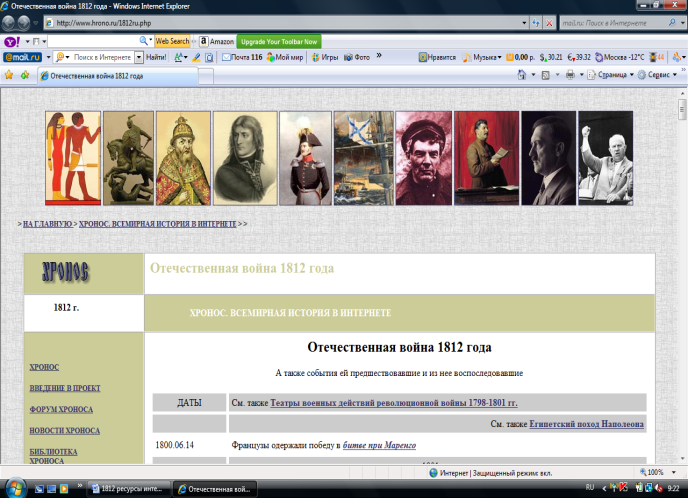 Отечественная война 1812 года - Windows Internet Explorer
http://www.hrono.ru/1812ru.php
mail.ru: Поиск в Интернете
Web Search
Amazon
Upgrade Your Toolbar Now
@mail.ru
Поиск в Интернете
Найти!
Почта 116
Мой мир
Игры
Фото
Нравится
Музыка
0,00 р.
30.21
39.32
Москва -12°C
44
Отечественная война 1812 года
Страница
Сервис
> НА ГЛАВНУЮ > ХРОНОС. ВСЕМИРНАЯ ИСТОРИЯ В ИНТЕРНЕТЕ > >
ХРОНОС
Отечественная война 1812 года
1812 г.
ХРОНОС. ВСЕМИРНАЯ ИСТОРИЯ В ИНТЕРНЕТЕ
ХРОНОС
ВВЕДЕНИЕ В ПРОЕКТ
ФОРУМ ХРОНОСА
НОВОСТИ ХРОНОСА
БИБЛИОТЕКА
ХРОНОСА
Отечественная война 1812 года
А также события ей предшествовавшие и из нее воспоследовавшие
ДАТЫ
См. также Театры военных действий революционной войны 1798-1801 гг.
См. также Египетский поход Наполеона
1800.06.14
Французы одержали победу в битве при Маренго
Интернет | Защищенный режим: вкл.
100%
1812 ресурсы инте...
Отечественная вой...
RU
9:22